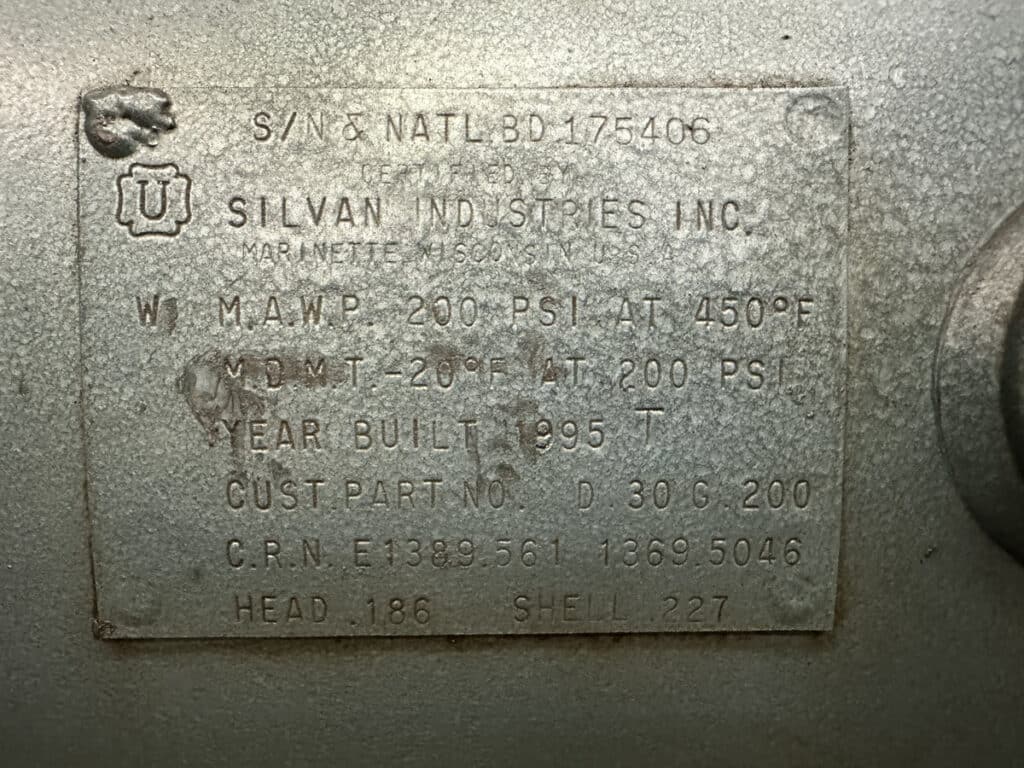 S/N & NATL.BD 175406
CERTIFIED BY
U
SILVAN INDUSTRIES INC.
MARINETTE, WISCONSIN U.S.A.
W M.A.W.P. 200 PSI AT 450°F
M.D.M.T. -20°F AT 200 PSI
YEAR BUILT 1995 T
CUST. PART NO. D.30 G.200
C.R.N. E1389.561 1369.5046
HEAD .186 SHELL .227